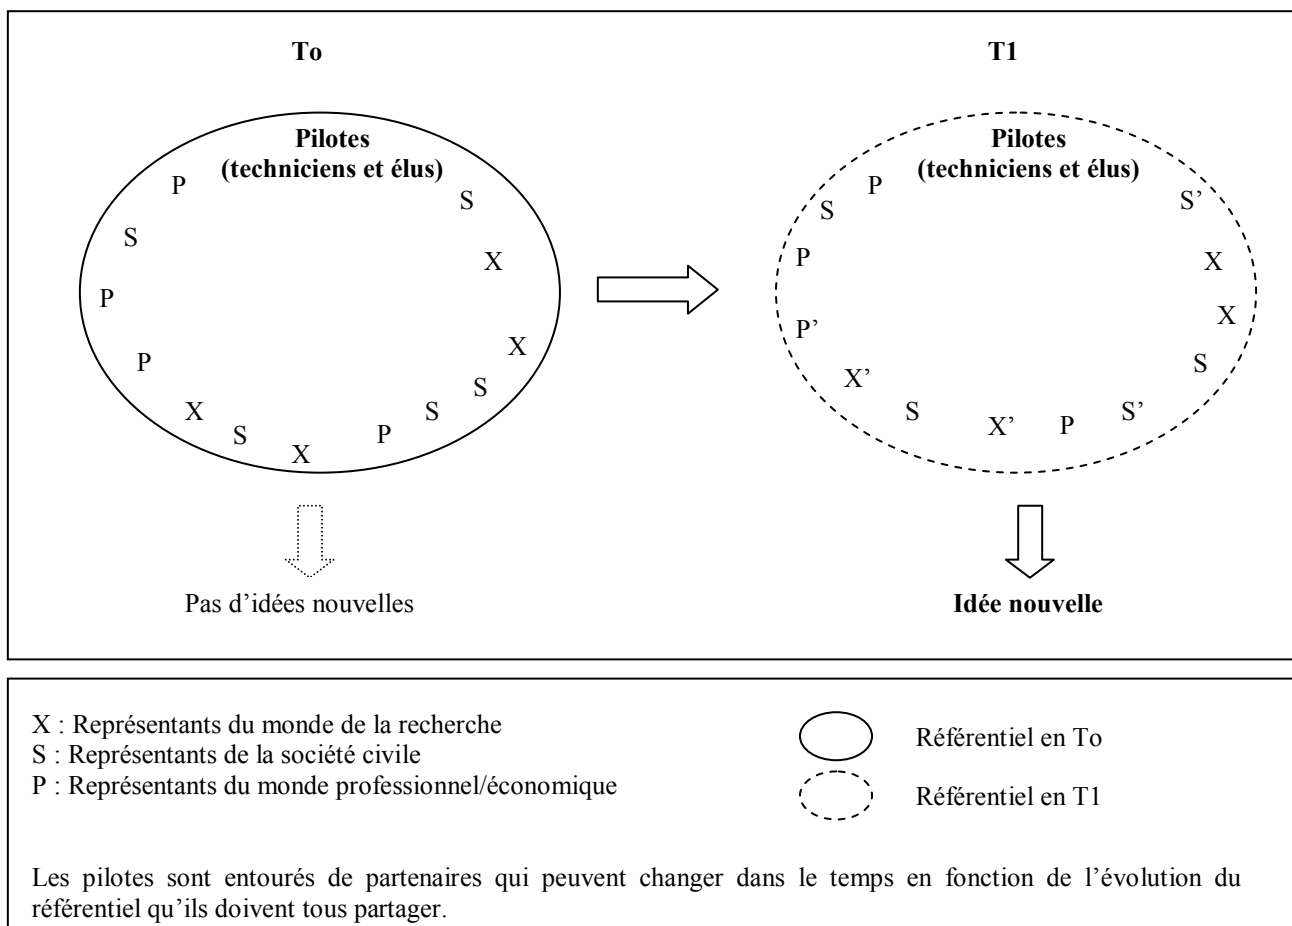 To
T1
Pilotes
(techniciens et élus)
P
S
S
X
P
P
X
X
S
S
P
S
X
Pilotes
(techniciens et élus)
P
S
S’
P
X
P’
X
X’
S
S
X’
P
S’
Pas d’idées nouvelles
Idée nouvelle
X : Représentants du monde de la recherche
S : Représentants de la société civile
P : Représentants du monde professionnel/économique
Référentiel en To
Référentiel en T1
Les pilotes sont entourés de partenaires qui peuvent changer dans le temps en fonction de l’évolution du
référentiel qu’ils doivent tous partager.